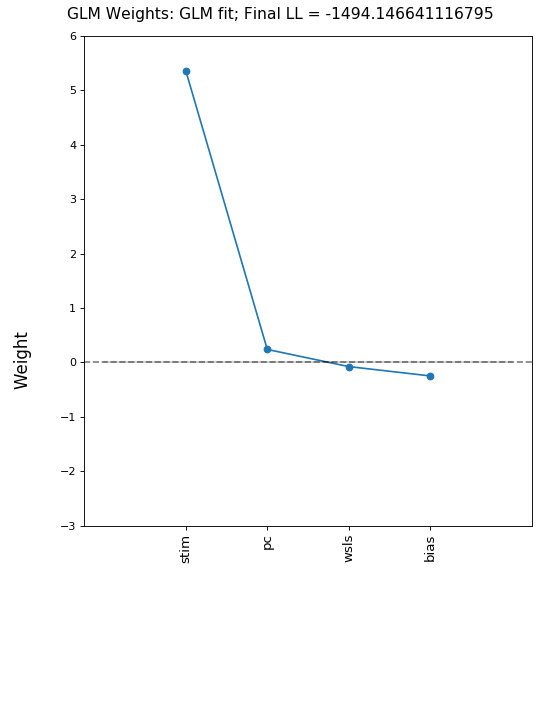 GLM Weights: GLM fit; Final LL = -1494.146641116795
6
5
4
3
2
1
0
−1
−2
−3
Weight
stim
pc
wsls
bias